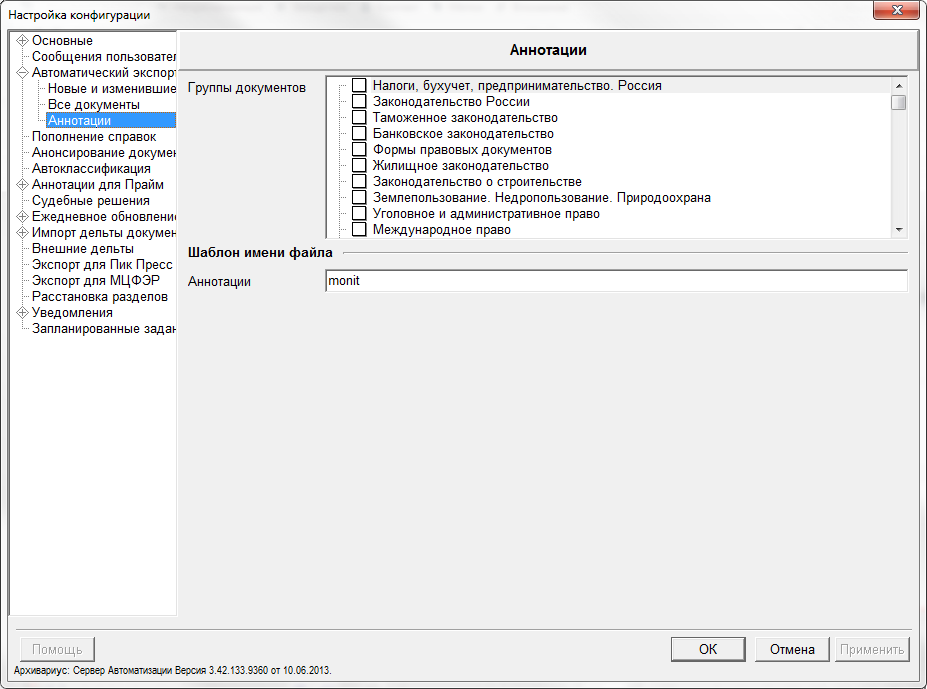 Настройка конфигурации
Основные
Сообщения пользовател
Автоматический экспорт
Новые и изменившие
Все документы
Аннотации
Пополнение справок
Анонсирование докумен
Автоклассификация
Аннотации для Прайм
Судебные решения
Ежедневное обновление
Импорт дельты докумен
Внешние дельты
Экспорт для Пик Пресс
Экспорт для МЦФЭР
Расстановка разделов
Уведомления
Запланированные задан
Аннотации
Группы документов
Налоги, бухучет, предпринимательство. Россия
Законодательство России
Таможенное законодательство
Банковское законодательство
Формы правовых документов
Жилищное законодательство
Законодательство о строительстве
Землепользование. Недропользование. Природоохрана
Уголовное и административное право
Международное право
Шаблон имени файла
Аннотации
monit
Помощь
OK
Отмена
Применить
Архивариус: Сервер Автоматизации Версия 3.42.133.9360 от 10.06.2013.